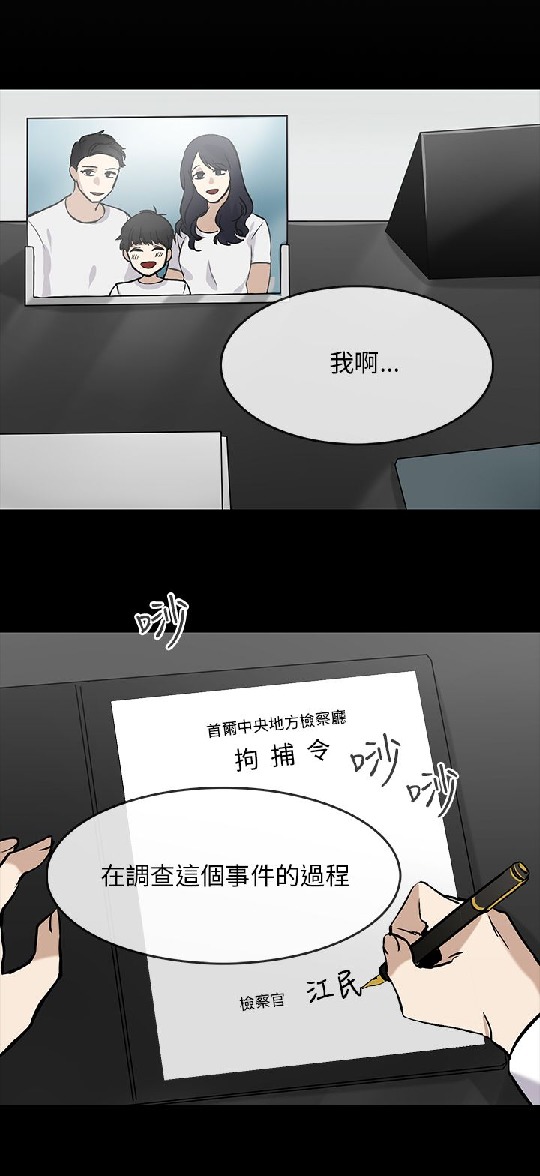 我啊...
唦
首爾中央地方檢察廳
拘捕令
唦
唦
在調查這個事件的過程
檢察官 江民